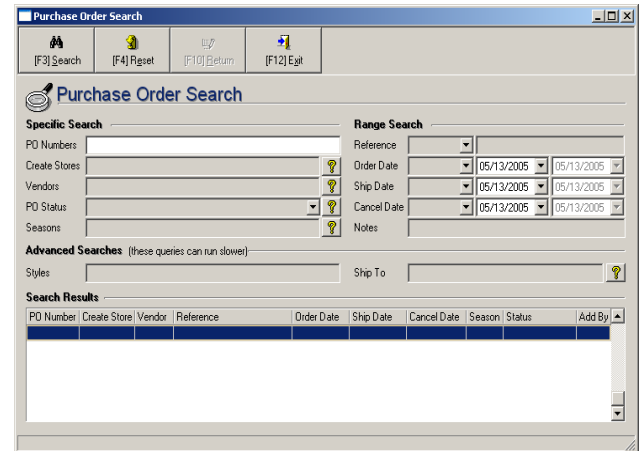 Purchase Order Search
[F3] Search [F4] Reset [F10] Return [F12] Exit
Purchase Order Search
Specific Search Range Search
PO Numbers Reference
Create Stores ? Order Date 05/13/2005 05/13/2005
Vendors ? Ship Date 05/13/2005 05/13/2005
PO Status ? Cancel Date 05/13/2005 05/13/2005
Seasons ? Notes
Advanced Searches (these queries can run slower)
Styles Ship To ?
Search Results
PO Number Create Store Vendor Reference Order Date Ship Date Cancel Date Season Status Add By